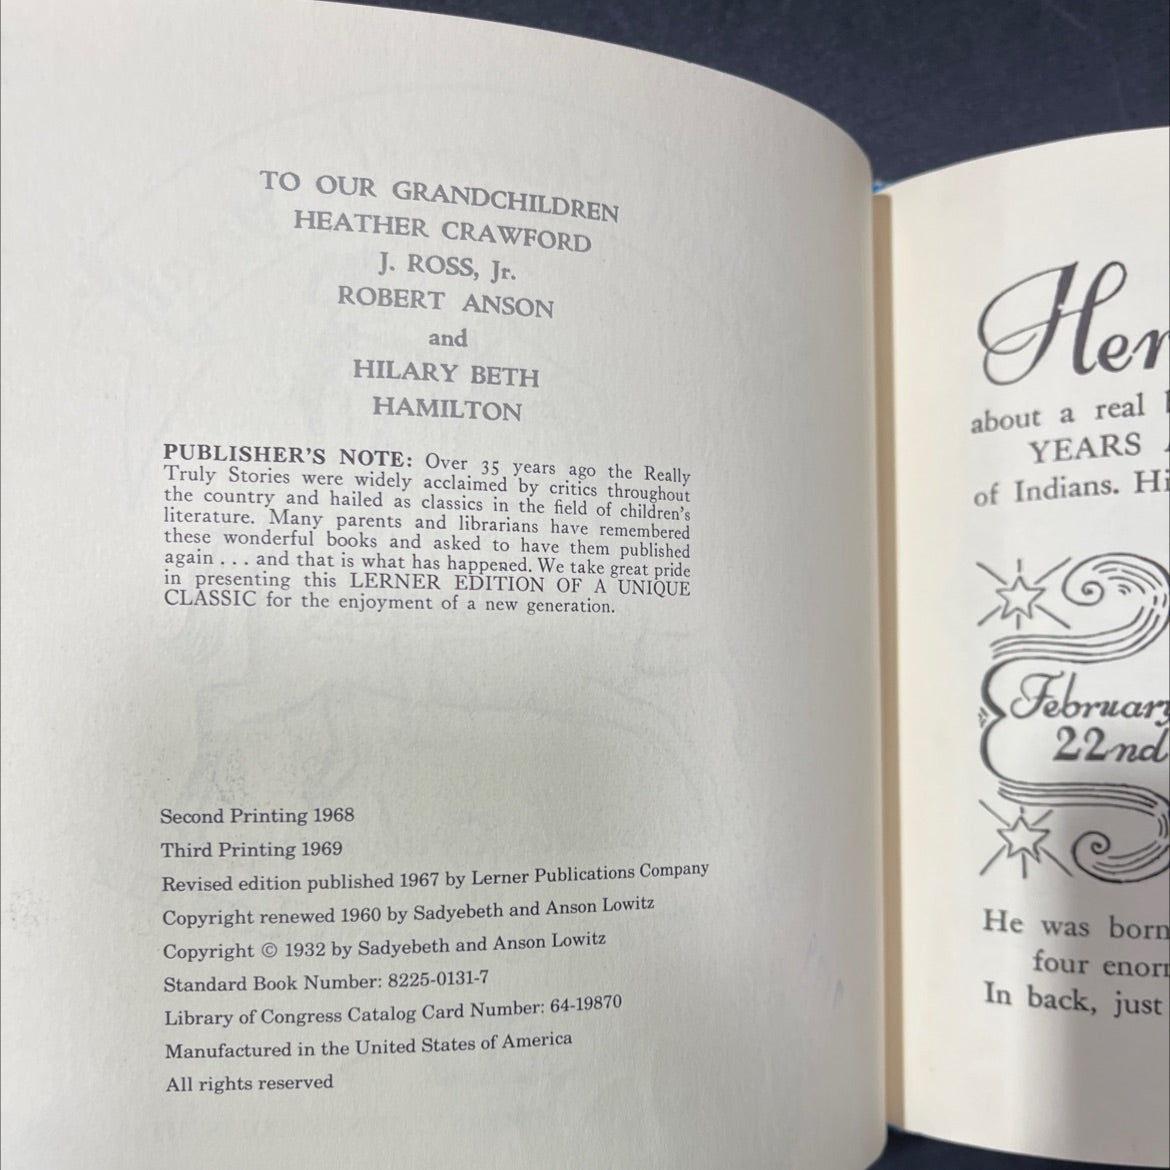 TO OUR GRANDCHILDREN
HEATHER CRAWFORD
J. ROSS, Jr.
ROBERT ANSON
and
HILARY BETH
HAMILTON
PUBLISHER'S NOTE: Over 35 years ago the Really
Truly Stories were widely acclaimed by critics throughout
the country and hailed as classics in the field of children's
literature. Many parents and librarians have remembered
these wonderful books and asked to have them published
again . . . and that is what has happened. We take great pride
in presenting this LERNER EDITION OF A UNIQUE
CLASSIC for the enjoyment of a new generation.
Second Printing 1968
Third Printing 1969
Revised edition published 1967 by Lerner Publications Company
Copyright renewed 1960 by Sadyebeth and Anson Lowitz
Copyright © 1932 by Sadyebeth and Anson Lowitz
Standard Book Number: 8225-0131-7
Library of Congress Catalog Card Number: 64-19870
Manufactured in the United States of America
All rights reserved
about a real
YEARS
of Indians.
February
22nd
He was born
four
In back, just